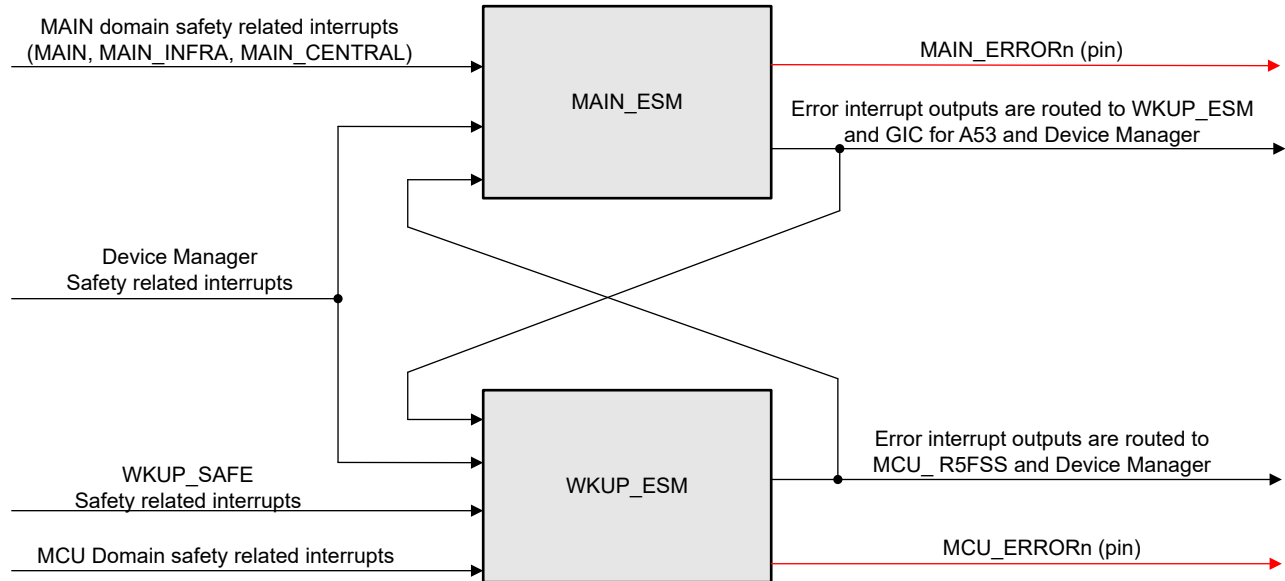 MAIN domain safety related interrupts
(MAIN, MAIN_INFRA, MAIN_CENTRAL)
MAIN_ESM
MAIN_ERRORn (pin)
Error interrupt outputs are routed to WKUP_ESM
and GIC for A53 and Device Manager
Device Manager
Safety related interrupts
WKUP_SAFE
Safety related interrupts
MCU Domain safety related interrupts
WKUP_ESM
Error interrupt outputs are routed to
MCU_ R5FSS and Device Manager
MCU_ERRORn (pin)